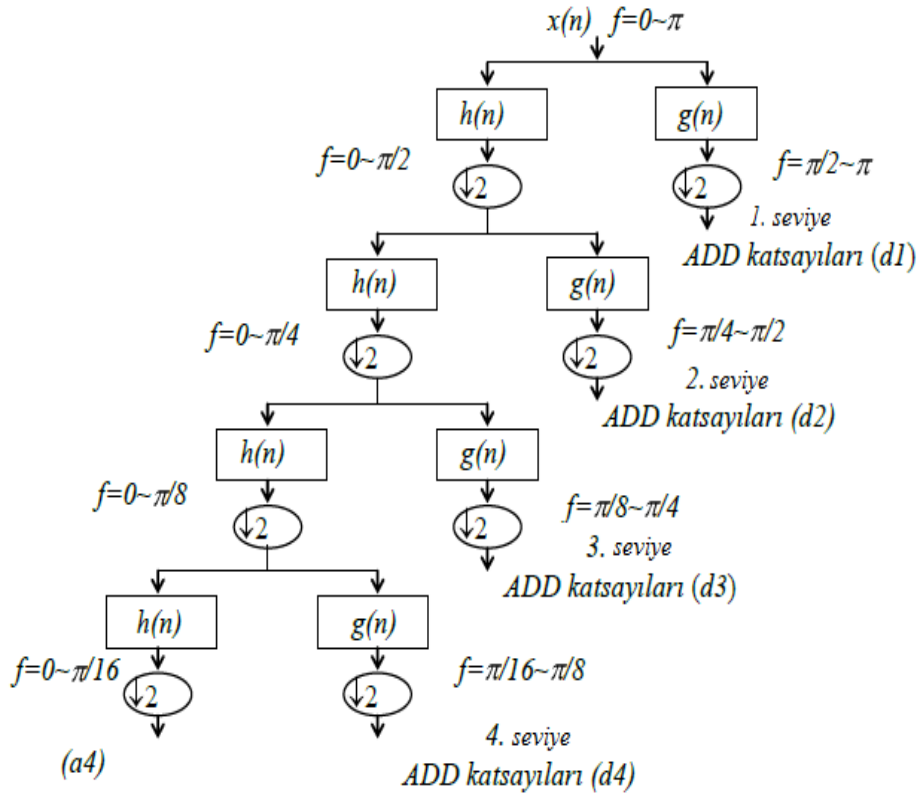 x(n) f=0~π
h(n)
g(n)
f=0~π/2
↓2
↓2
f=π/2~π
1. seviye
ADD katsayıları (d1)
h(n)
g(n)
f=0~π/4
↓2
↓2
f=π/4~π/2
2. seviye
ADD katsayıları (d2)
h(n)
g(n)
f=0~π/8
↓2
↓2
f=π/8~π/4
3. seviye
ADD katsayıları (d3)
h(n)
g(n)
f=0~π/16
↓2
↓2
f=π/16~π/8
(a4)
4. seviye
ADD katsayıları (d4)